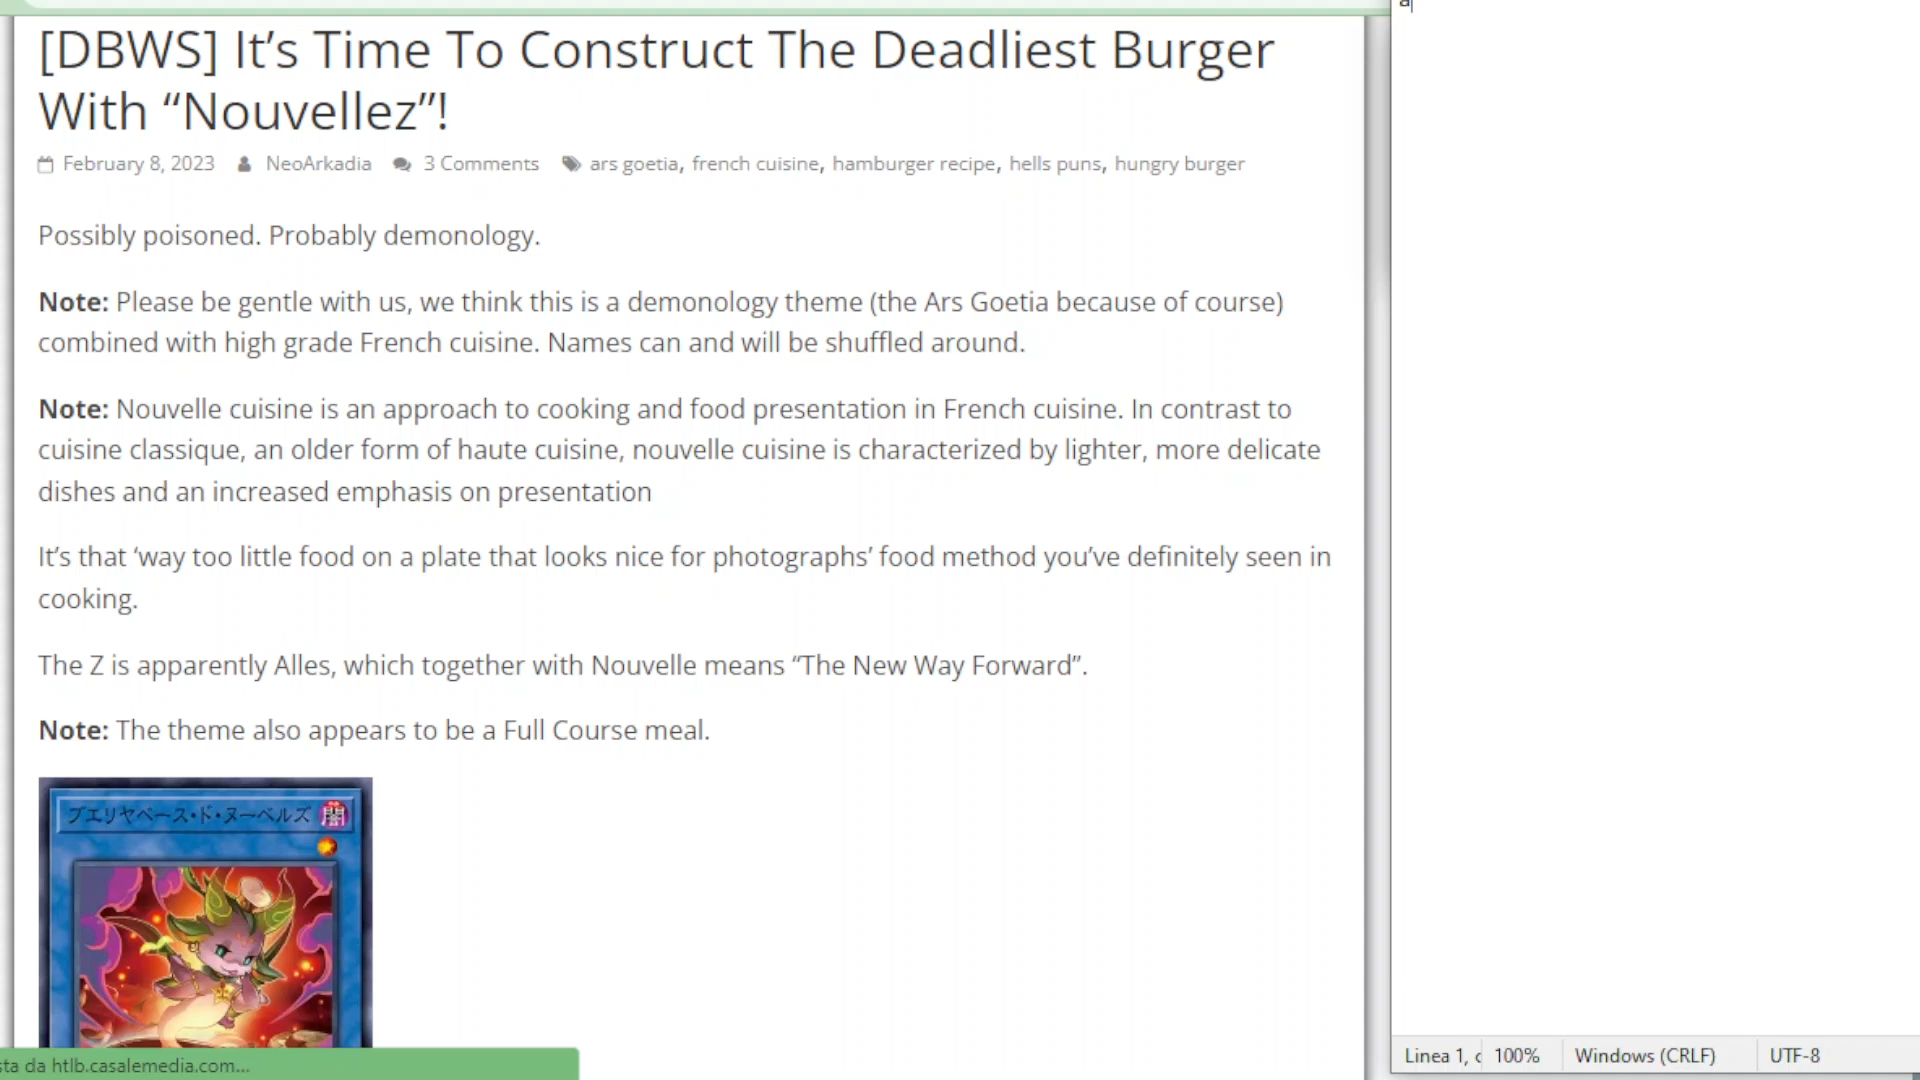 [DBWS] It’s Time To Construct The Deadliest Burger
With “Nouvellez”!
February 8, 2023 NeoArkadia 3 Comments ars goetia, french cuisine, hamburger recipe, hells puns, hungry burger
Possibly poisoned. Probably demonology.
Note: Please be gentle with us, we think this is a demonology theme (the Ars Goetia because of course)
combined with high grade French cuisine. Names can and will be shuffled around.
Note: Nouvelle cuisine is an approach to cooking and food presentation in French cuisine. In contrast to
cuisine classique, an older form of haute cuisine, nouvelle cuisine is characterized by lighter, more delicate
dishes and an increased emphasis on presentation
It’s that ‘way too little food on a plate that looks nice for photographs’ food method you’ve definitely seen in
cooking.
The Z is apparently Alles, which together with Nouvelle means “The New Way Forward”.
Note: The theme also appears to be a Full Course meal.
ブエリヤベース・ド・ヌーベルズ 闇
sta da htlb.casalemedia.com...
a
Linea 1, c 100% Windows (CRLF) UTF-8